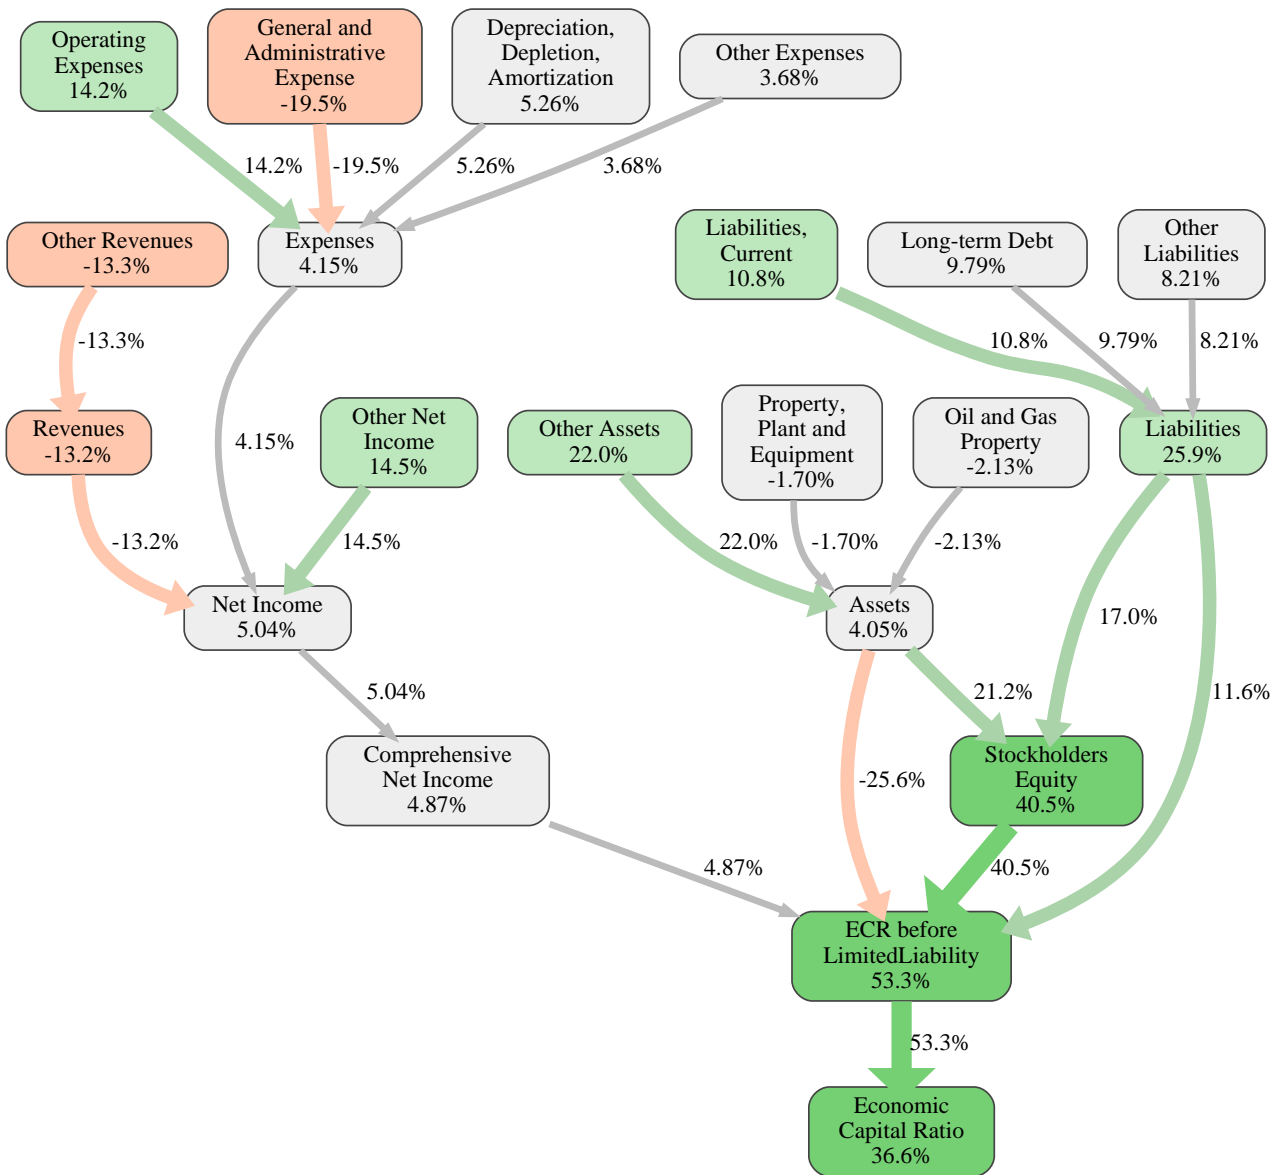 Operating
Expenses
14.2%
General and
Administrative
Expense
-19.5%
Depreciation,
Depletion,
Amortization
5.26%
Other Expenses
3.68%
14.2%
-19.5%
5.26%
3.68%
Other Revenues
-13.3%
Expenses
4.15%
Liabilities,
Current
10.8%
Long-term Debt
9.79%
Other
Liabilities
8.21%
-13.3%
10.8%
9.79%
8.21%
Revenues
-13.2%
4.15%
Other Net
Income
14.5%
Other Assets
22.0%
Property,
Plant and
Equipment
-1.70%
Oil and Gas
Property
-2.13%
Liabilities
25.9%
-13.2%
14.5%
22.0%
-1.70%
-2.13%
Net Income
5.04%
Assets
4.05%
17.0%
5.04%
21.2%
11.6%
Comprehensive
Net Income
4.87%
-25.6%
Stockholders
Equity
40.5%
4.87%
40.5%
ECR before
LimitedLiability
53.3%
53.3%
Economic
Capital Ratio
36.6%